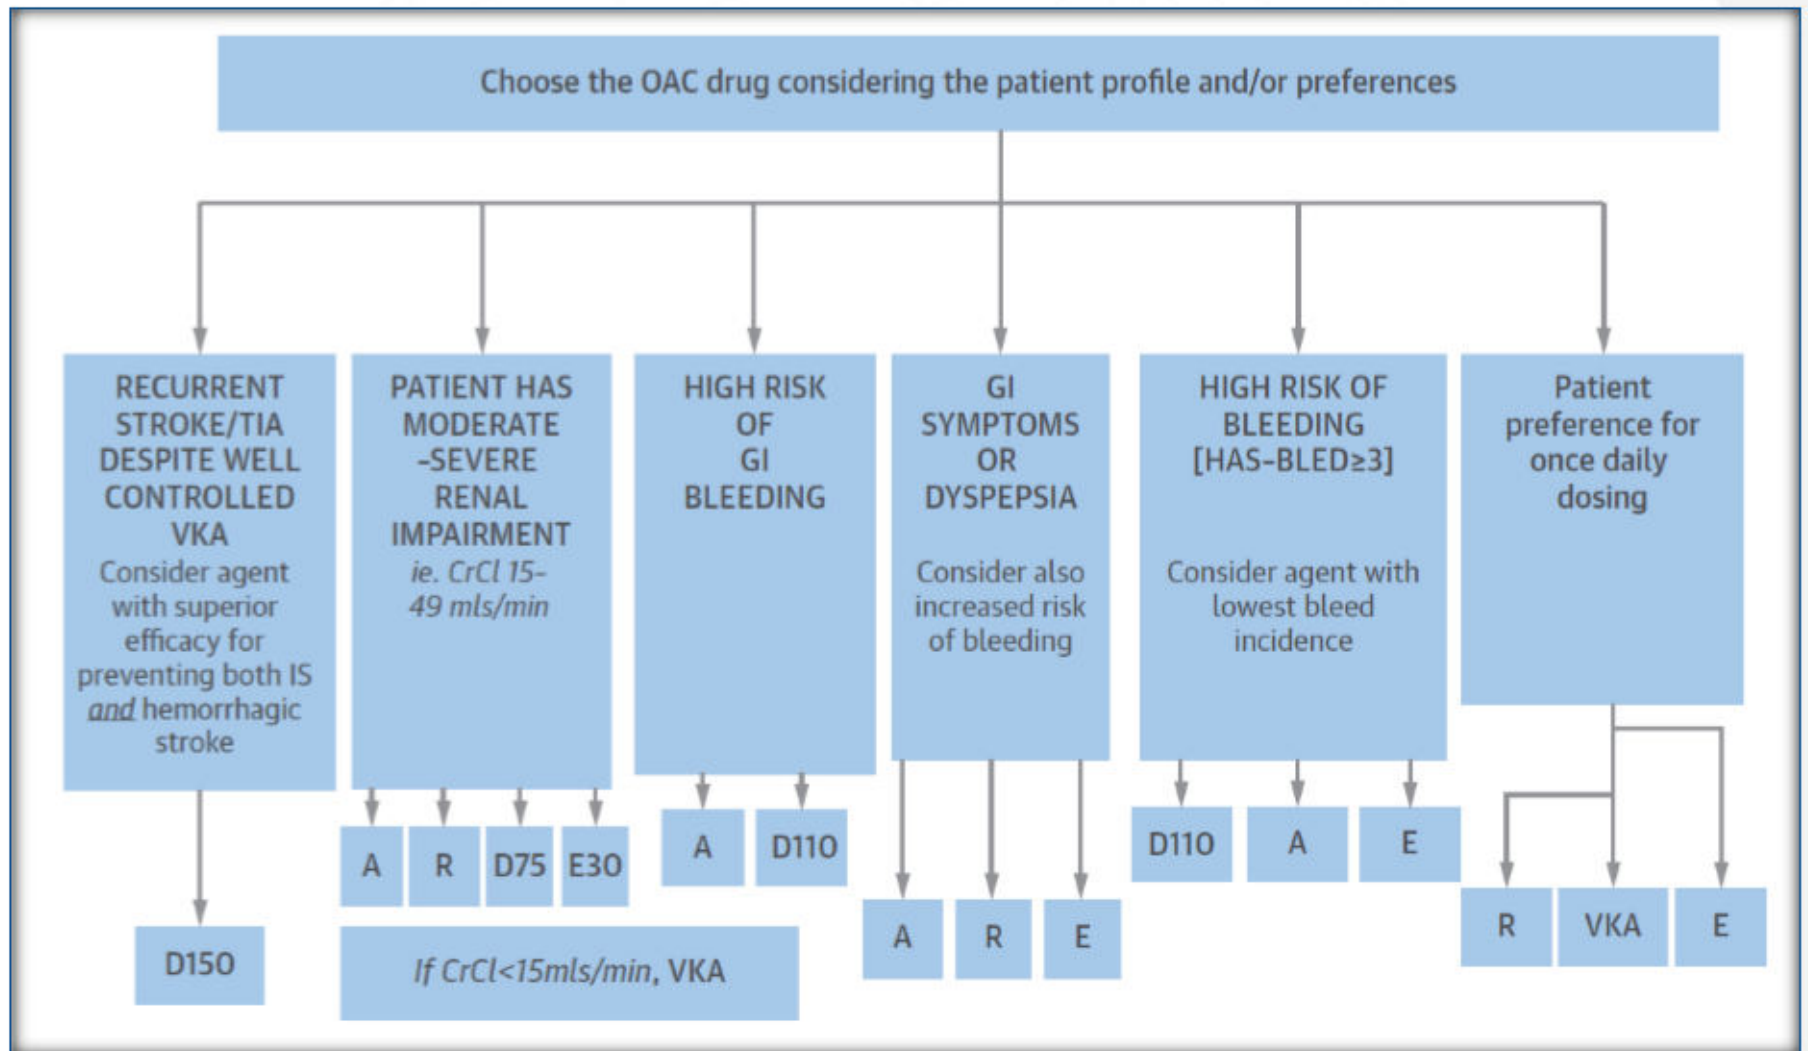 Choose the OAC drug considering the patient profile and/or preferences
RECURRENT
STROKE/TIA
DESPITE WELL
CONTROLLED
VKA
Consider agent
with superior
efficacy for
preventing both IS
and hemorrhagic
stroke
D150
PATIENT HAS
MODERATE
-SEVERE
RENAL
IMPAIRMENT
ie. CrCl 15-
49 mls/min
A
R
D75
E30
If CrCl<15mls/min, VKA
HIGH RISK
OF
GI
BLEEDING
A
D110
GI
SYMPTOMS
OR
DYSPEPSIA
Consider also
increased risk
of bleeding
A
R
E
HIGH RISK OF
BLEEDING
[HAS-BLED≥3]
Consider agent with
lowest bleed
incidence
D110
A
E
Patient
preference for
once daily
dosing
R
VKA
E